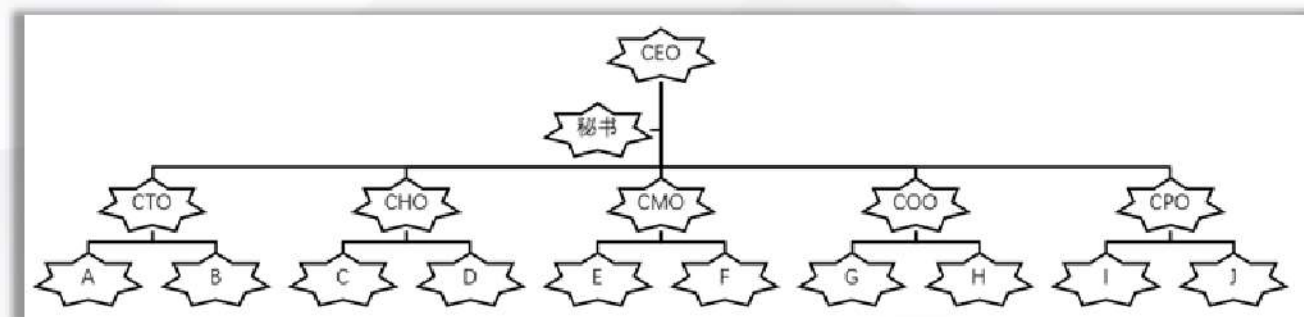 CEO
秘书
CTO CHO CMO COO CPO
A B C D E F G H I J